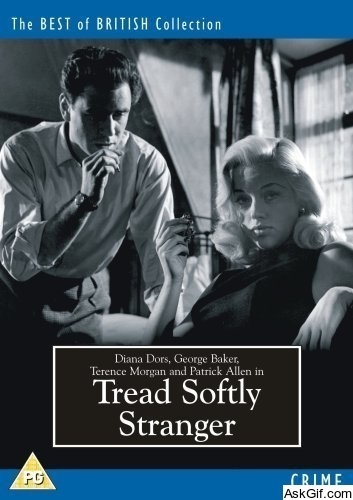 The BEST of BRITISH Collection
Diana Dors, George Baker,
Terence Morgan and Patrick Allen in
Tread Softly
Stranger
PG
CRIME
AskGif.com